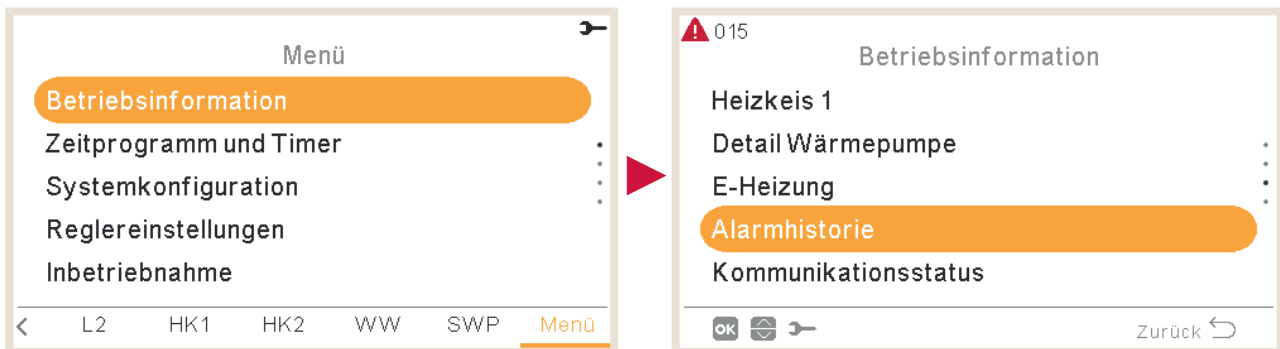 Menü
Betriebsinformation
Zeitprogramm und Timer
Systemkonfiguration
Reglereinstellungen
Inbetriebnahme
< L2 HK1 HK2 WW SWP Menü
015
Betriebsinformation
Heizkeis 1
Detail Wärmepumpe
E-Heizung
Alarmhistorie
Kommunikationsstatus
OK Zurück